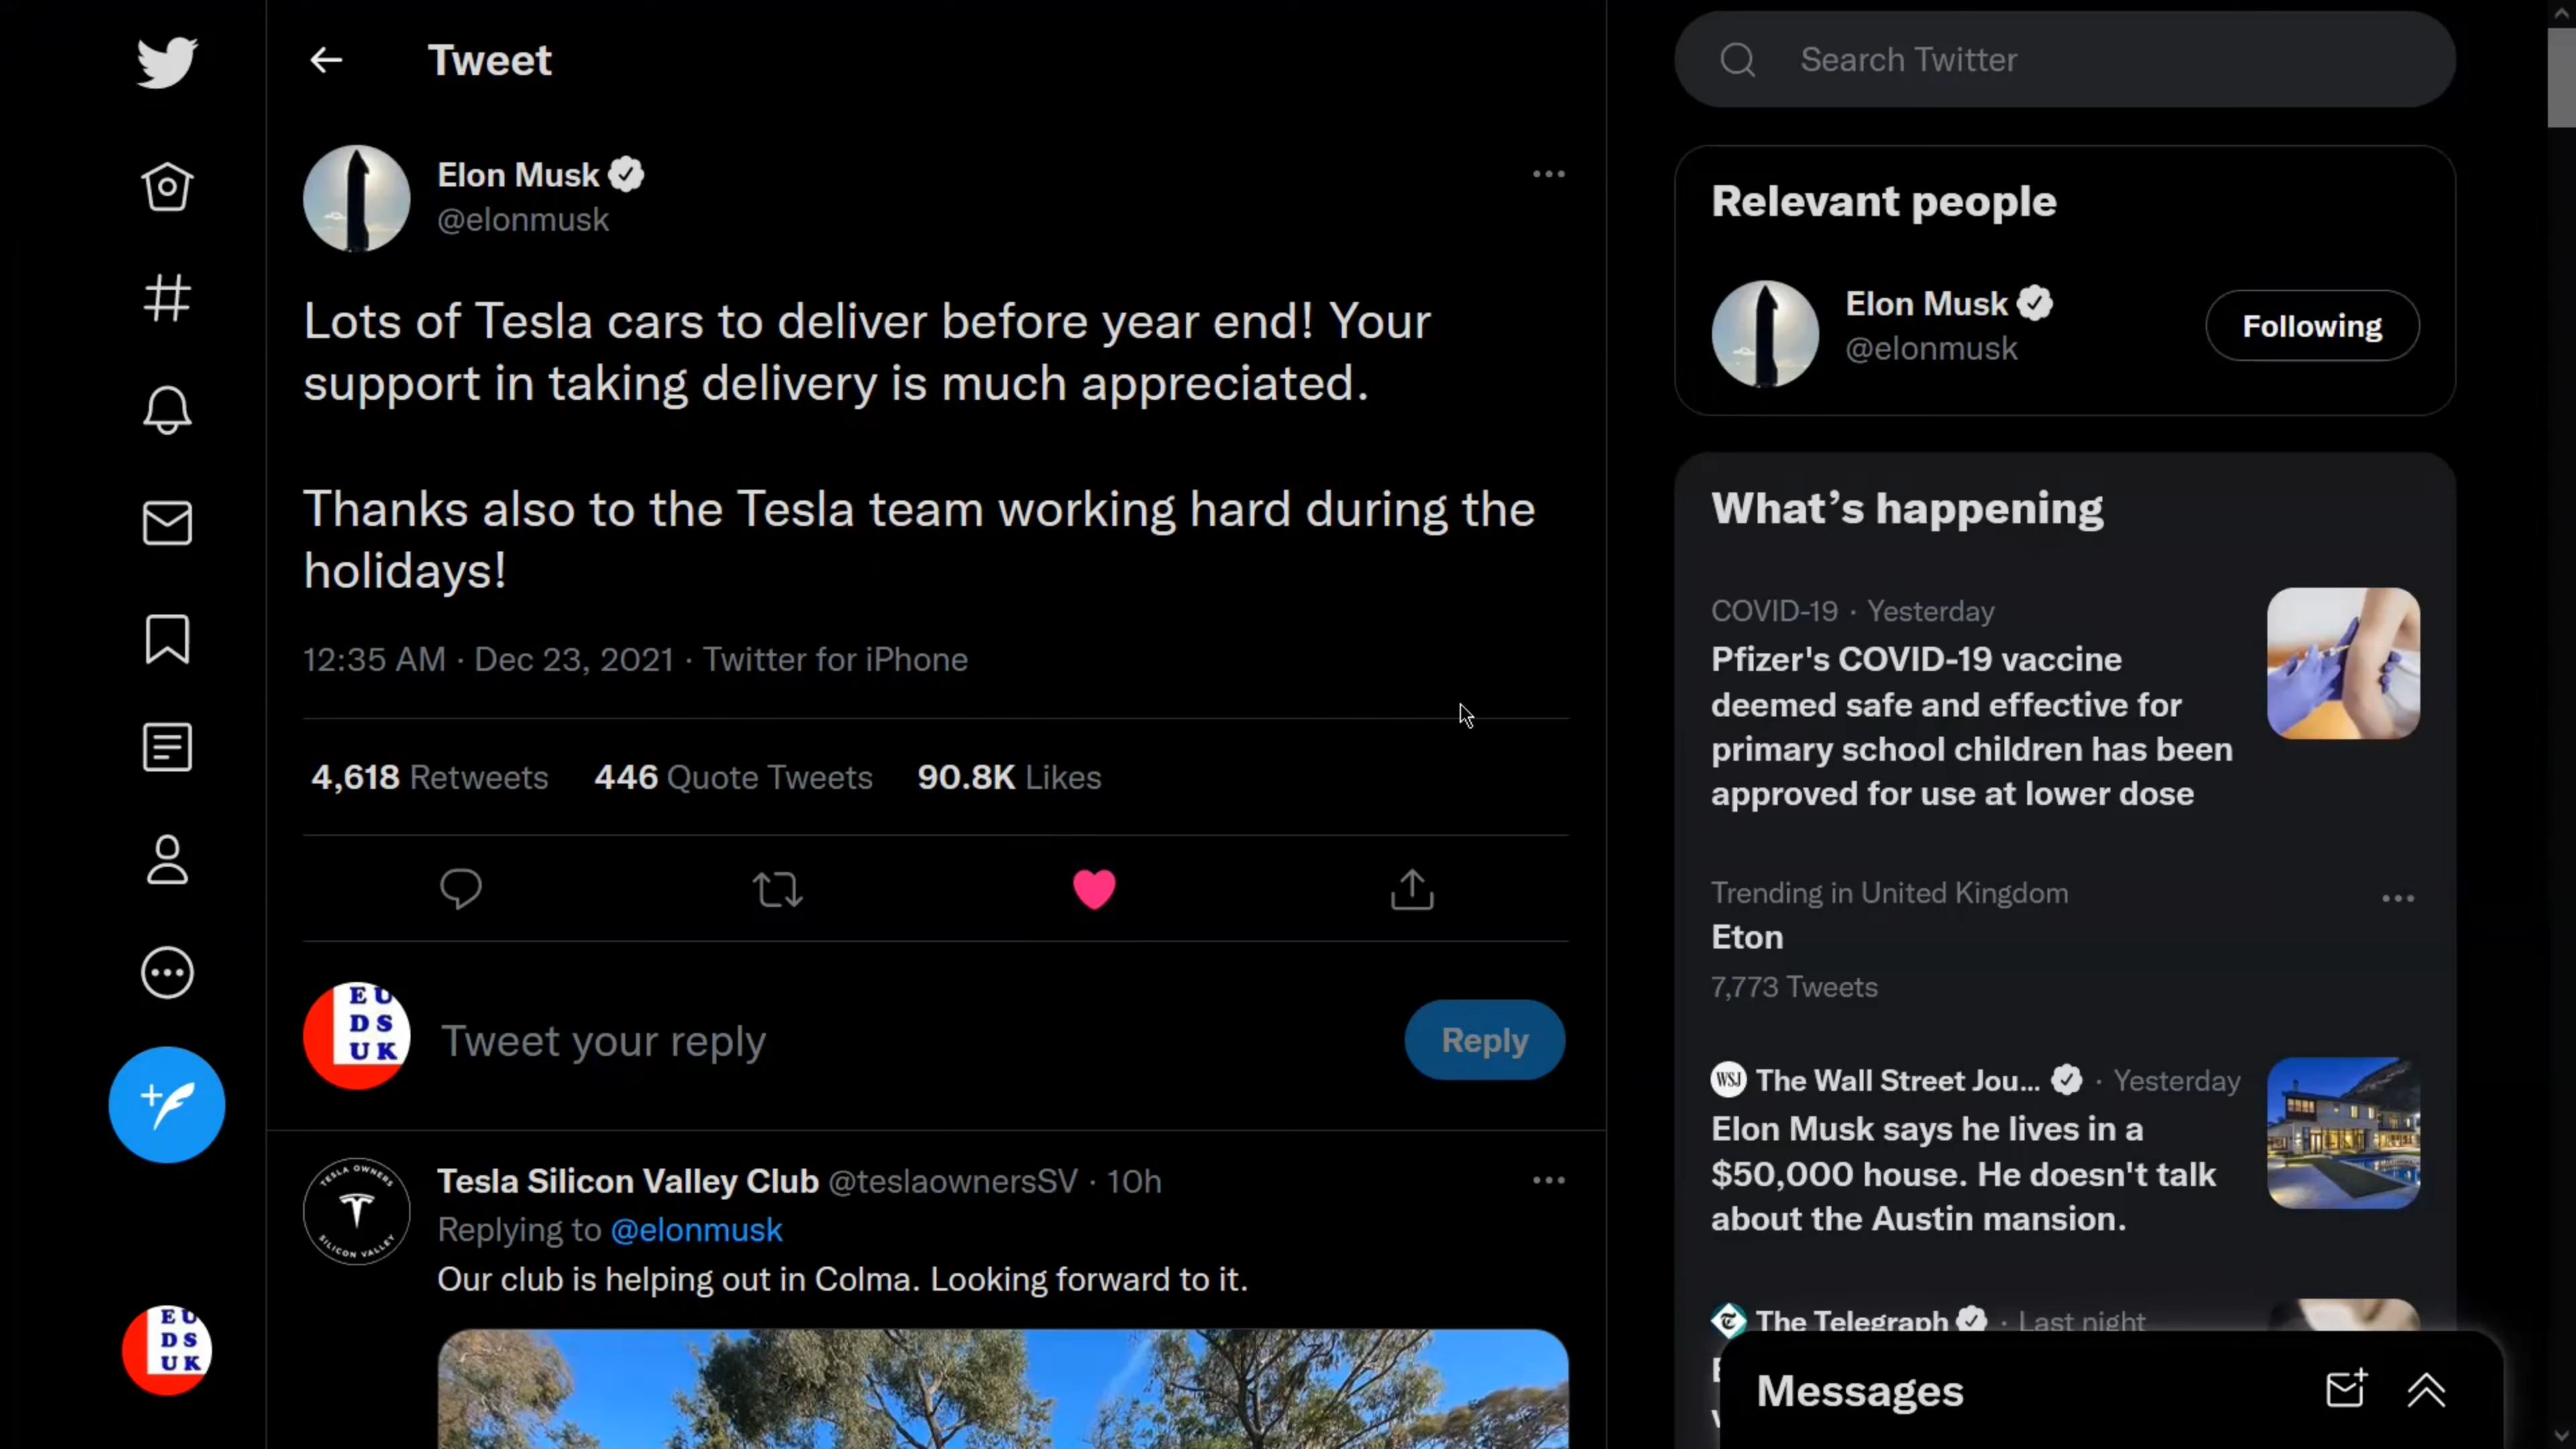 Tweet
Elon Musk
@elonmusk
Lots of Tesla cars to deliver before year end! Your
support in taking delivery is much appreciated.
Thanks also to the Tesla team working hard during the
holidays!
12:35 AM · Dec 23, 2021 · Twitter for iPhone
4,618 Retweets 446 Quote Tweets 90.8K Likes
EU
DS
UK
Tweet your reply
Reply
TESLA OWNERS
SILICON VALLEY
Tesla Silicon Valley Club @teslaownersSV · 10h
Replying to @elonmusk
Our club is helping out in Colma. Looking forward to it.
EU
DS
UK
Search Twitter
Relevant people
Elon Musk
@elonmusk
Following
What's happening
COVID-19 · Yesterday
Pfizer's COVID-19 vaccine
deemed safe and effective for
primary school children has been
approved for use at lower dose
Trending in United Kingdom
Eton
7,773 Tweets
WSJ The Wall Street Jou... · Yesterday
Elon Musk says he lives in a
$50,000 house. He doesn't talk
about the Austin mansion.
The Telegraph · Last night
Messages